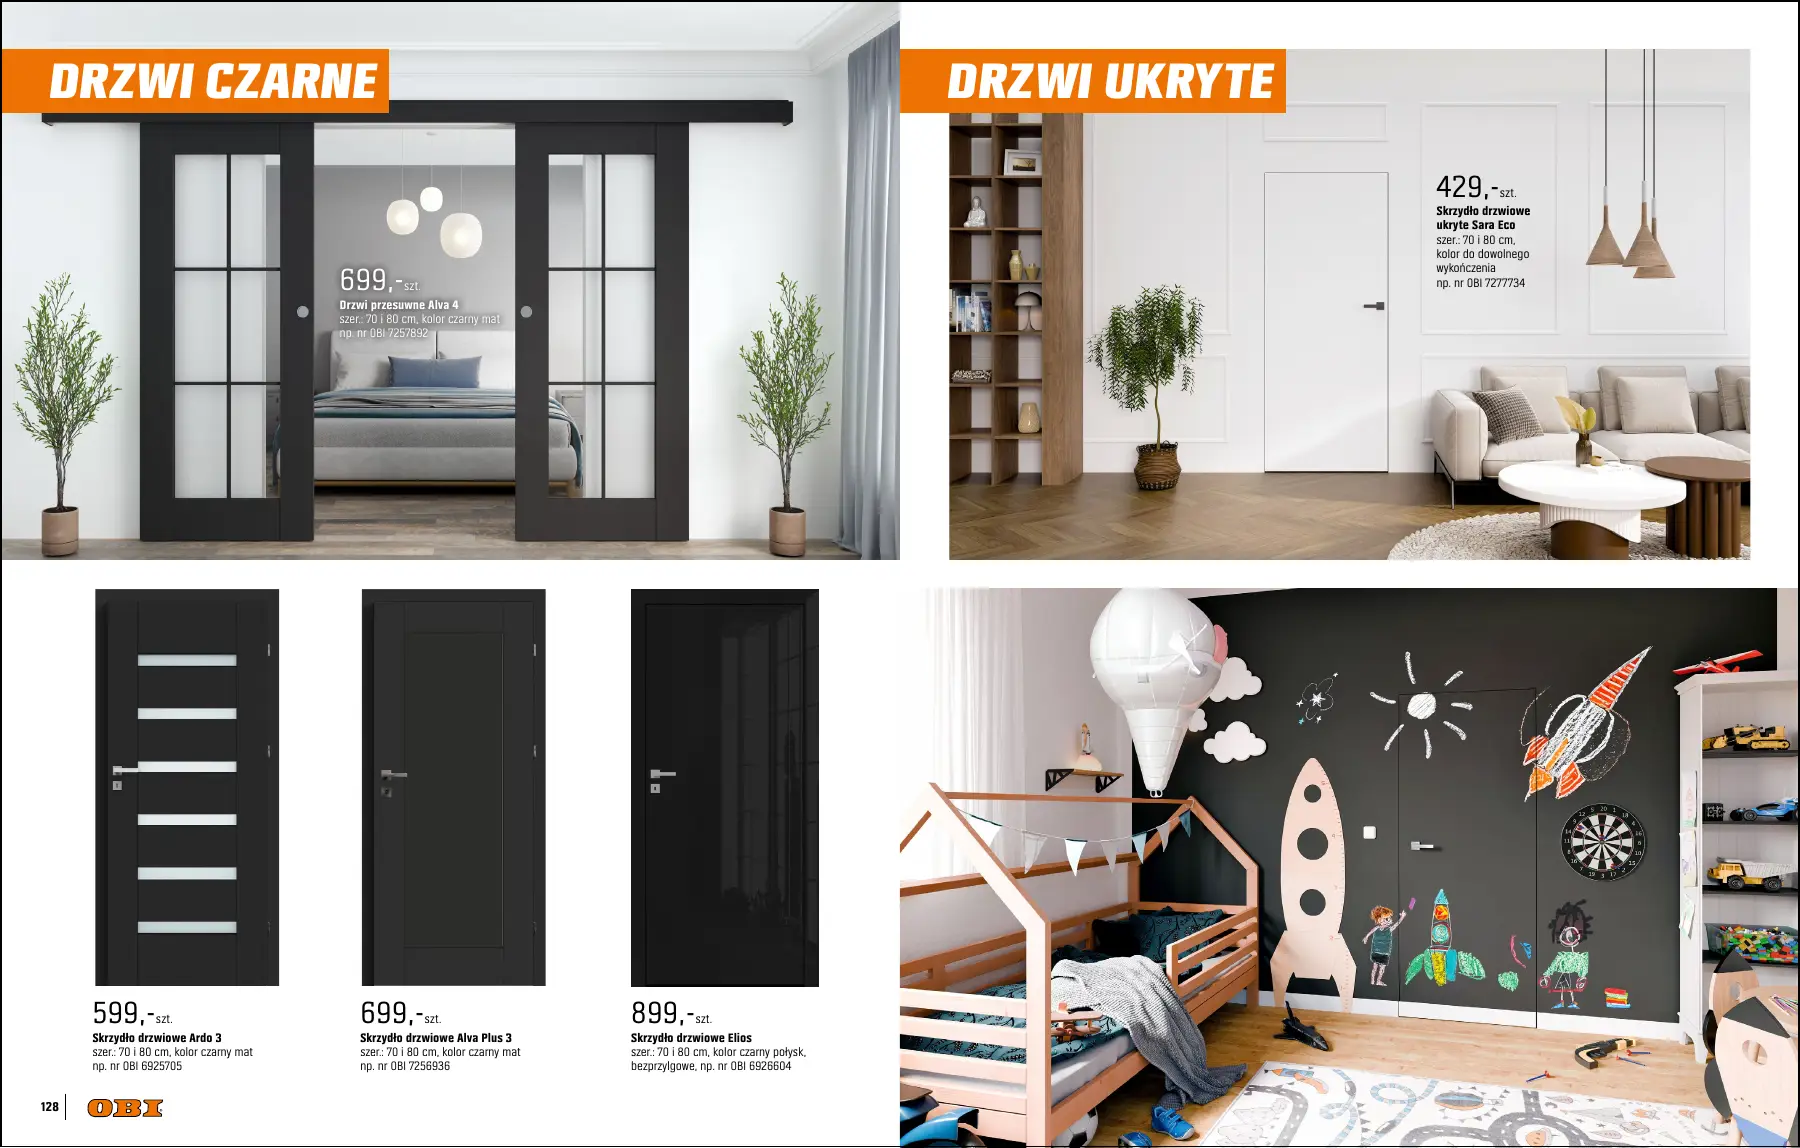 DRZWI CZARNE
699,-szt.
Drzwi przesuwne Alva 4
szer.: 70 i 80 cm, kolor czarny mat
np. nr OBI 7257892
599,-szt.
Skrzydło drzwiowe Ardo 3
szer.: 70 i 80 cm, kolor czarny mat
np. nr OBI 6925705
699,-szt.
Skrzydło drzwiowe Alva Plus 3
szer.: 70 i 80 cm, kolor czarny mat
np. nr OBI 7256936
899,-szt.
Skrzydło drzwiowe Elios
szer.: 70 i 80 cm, kolor czarny połysk,
bezprzylgowe, np. nr OBI 6926604
128
OBI
DRZWI UKRYTE
429,-szt.
Skrzydło drzwiowe
ukryte Sara Eco
szer.: 70 i 80 cm,
kolor do dowolnego
wykończenia
np. nr OBI 7277734